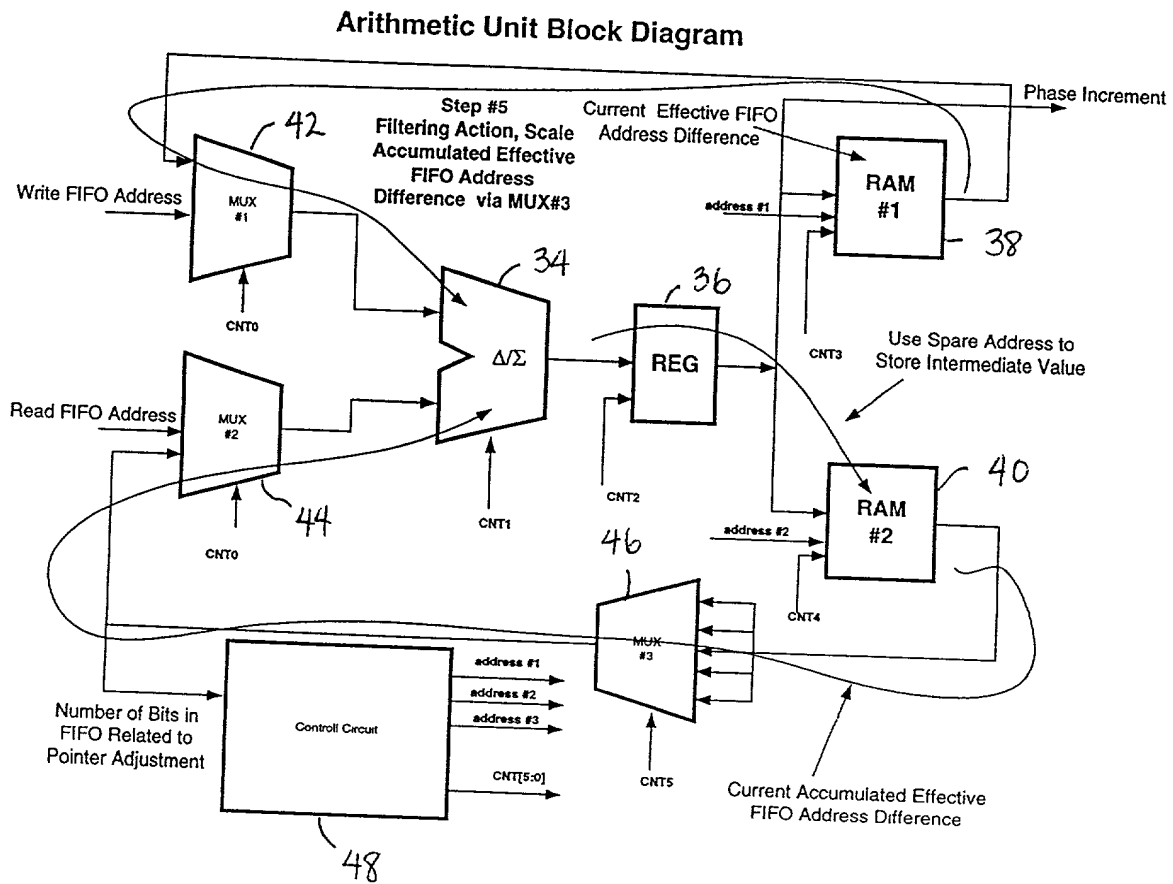 Arithmetic Unit Block Diagram
Phase Increment
Step #5
Filtering Action, Scale
Accumulated Effective
FIFO Address
Difference via MUX#3
Current Effective FIFO
Address Difference
42
Write FIFO Address
MUX
#1
CNT0
RAM
#1
address #1
38
CNT3
34
Δ/Σ
CNT1
36
REG
CNT2
Use Spare Address to
Store Intermediate Value
Read FIFO Address
MUX
#2
44
CNT0
40
RAM
#2
address #2
CNT4
46
MUX
#3
CNT5
Number of Bits in
FIFO Related to
Pointer Adjustment
Controll Circuit
address #1
address #2
address #3
CNT[5:0]
48
Current Accumulated Effective
FIFO Address Difference